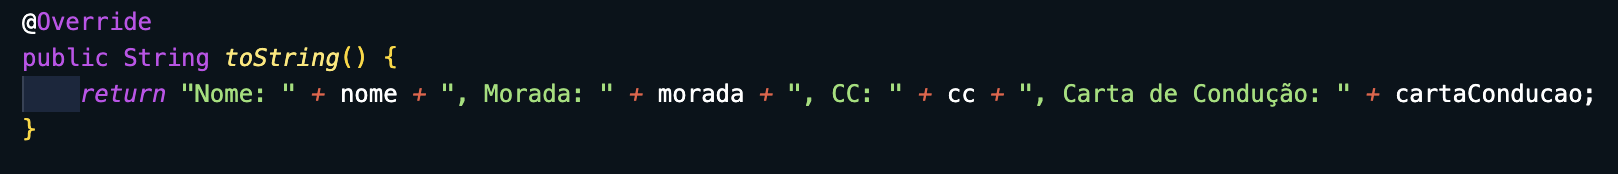 @Override
public String toString() {
    return "Nome: " + nome + ", Morada: " + morada + ", CC: " + cc + ", Carta de Condução: " + cartaConducao;
}